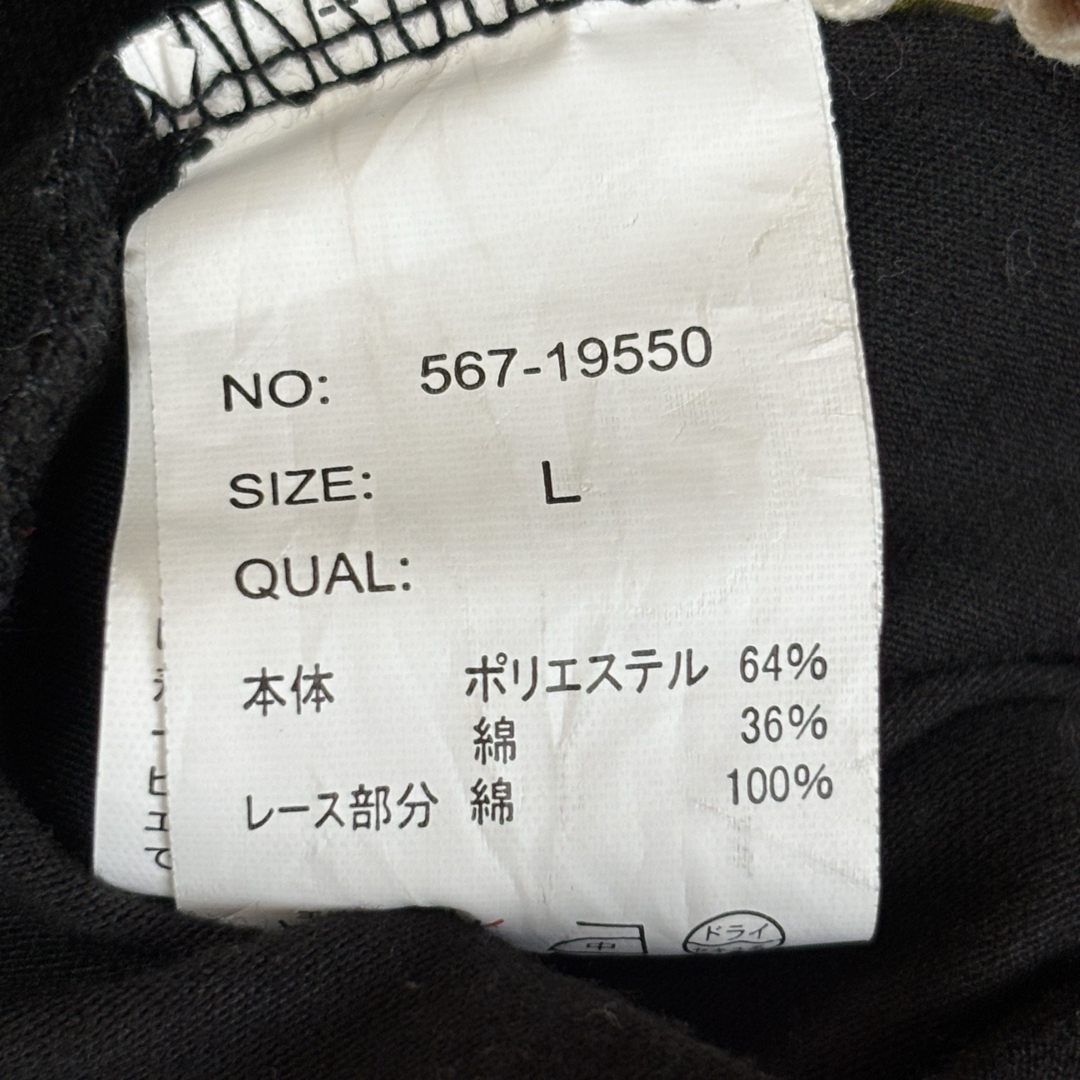 NO: 567-19550
SIZE: L
QUAL:
本体 ポリエステル 64%
綿 36%
レース部分 綿 100%
中 ドライ